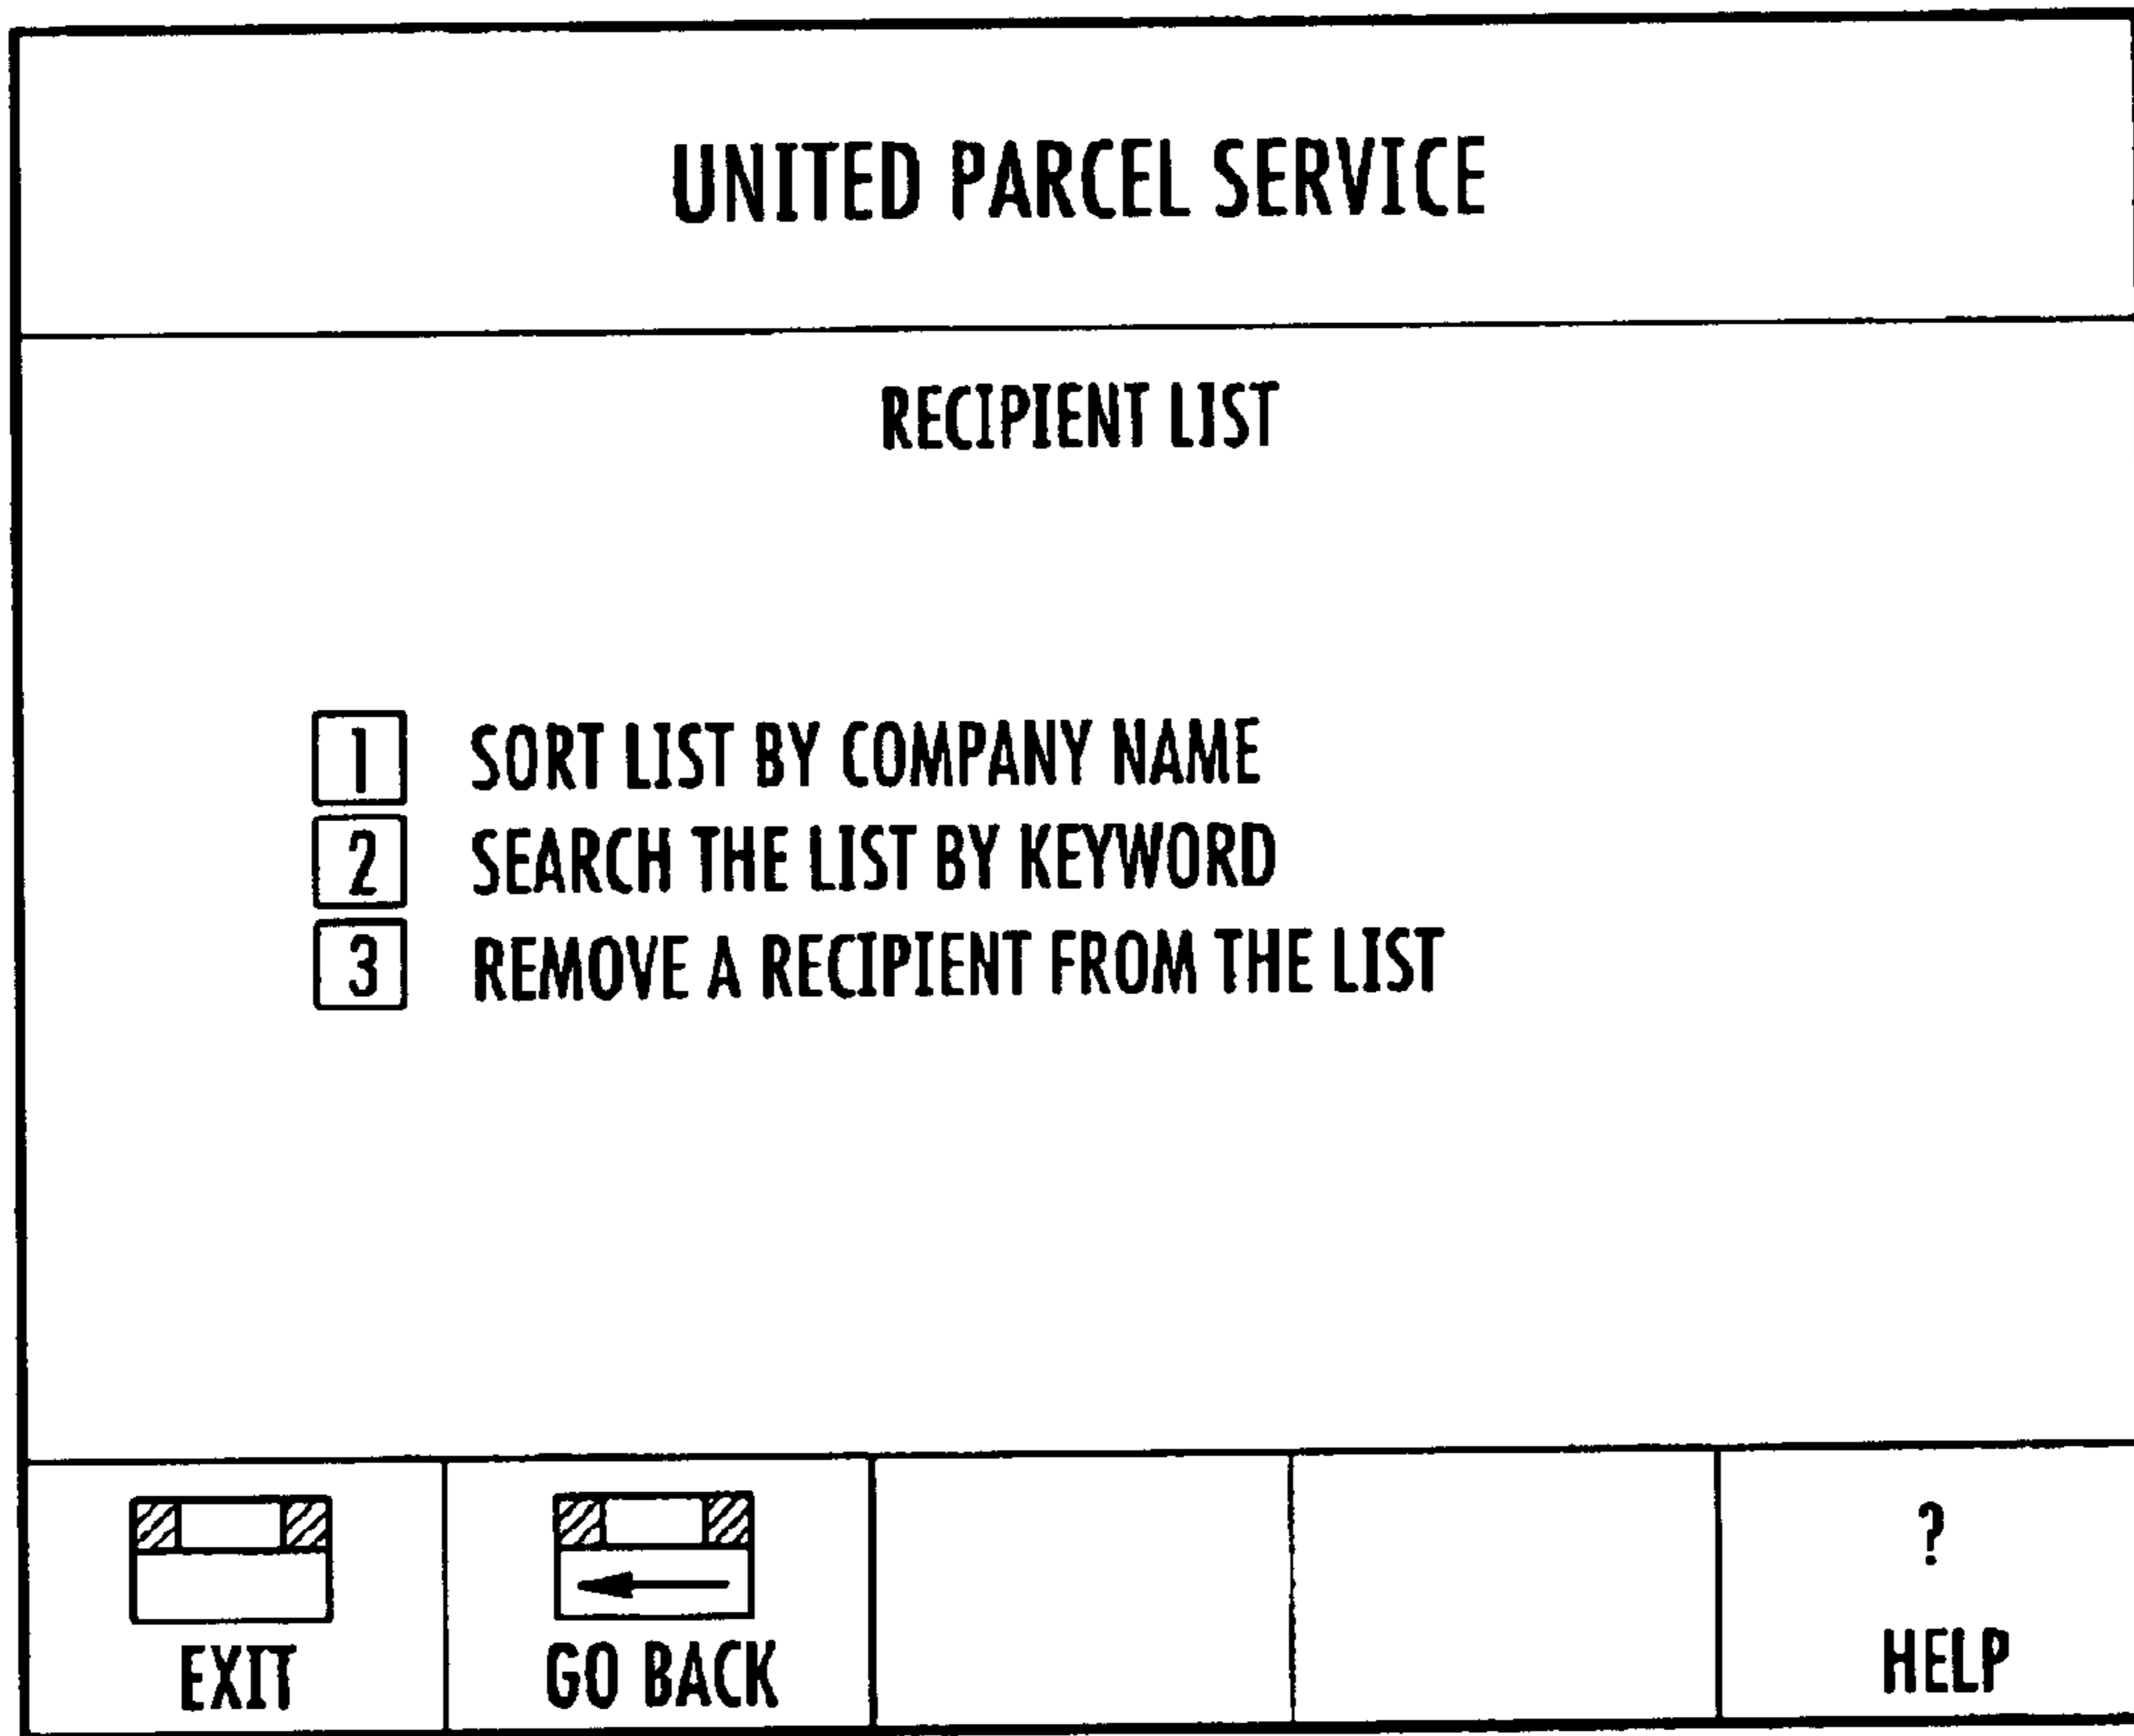 UNITED PARCEL SERVICE
RECIPIENT LIST
1 SORT LIST BY COMPANY NAME
2 SEARCH THE LIST BY KEYWORD
3 REMOVE A RECIPIENT FROM THE LIST
?
EXIT GO BACK HELP